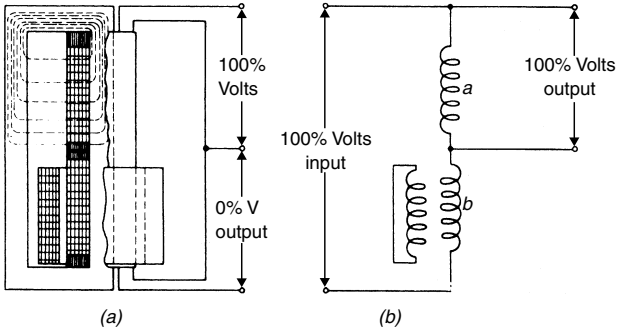 100%
Volts
0% V
output
(a)
100% Volts
input
a
b
100% Volts
output
(b)